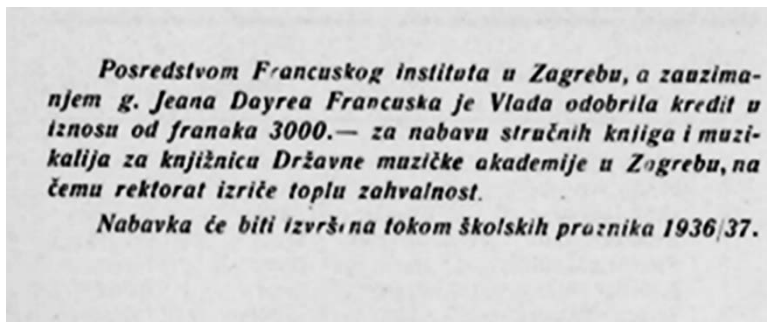 Posredstvom Francuskog instituta u Zagrebu, a zauzima-
njem g. Jeana Dayrea Francuska je Vlada odobrila kredit u
iznosu od franaka 3000.— za nabavu stručnih knjiga i muzi-
kalija za knjižnicu Državne muzičke akademije u Zagrebu, na
čemu rektorat izriče toplu zahvalnost.
Nabavka će biti izvršena tokom školskih praznika 1936/37.